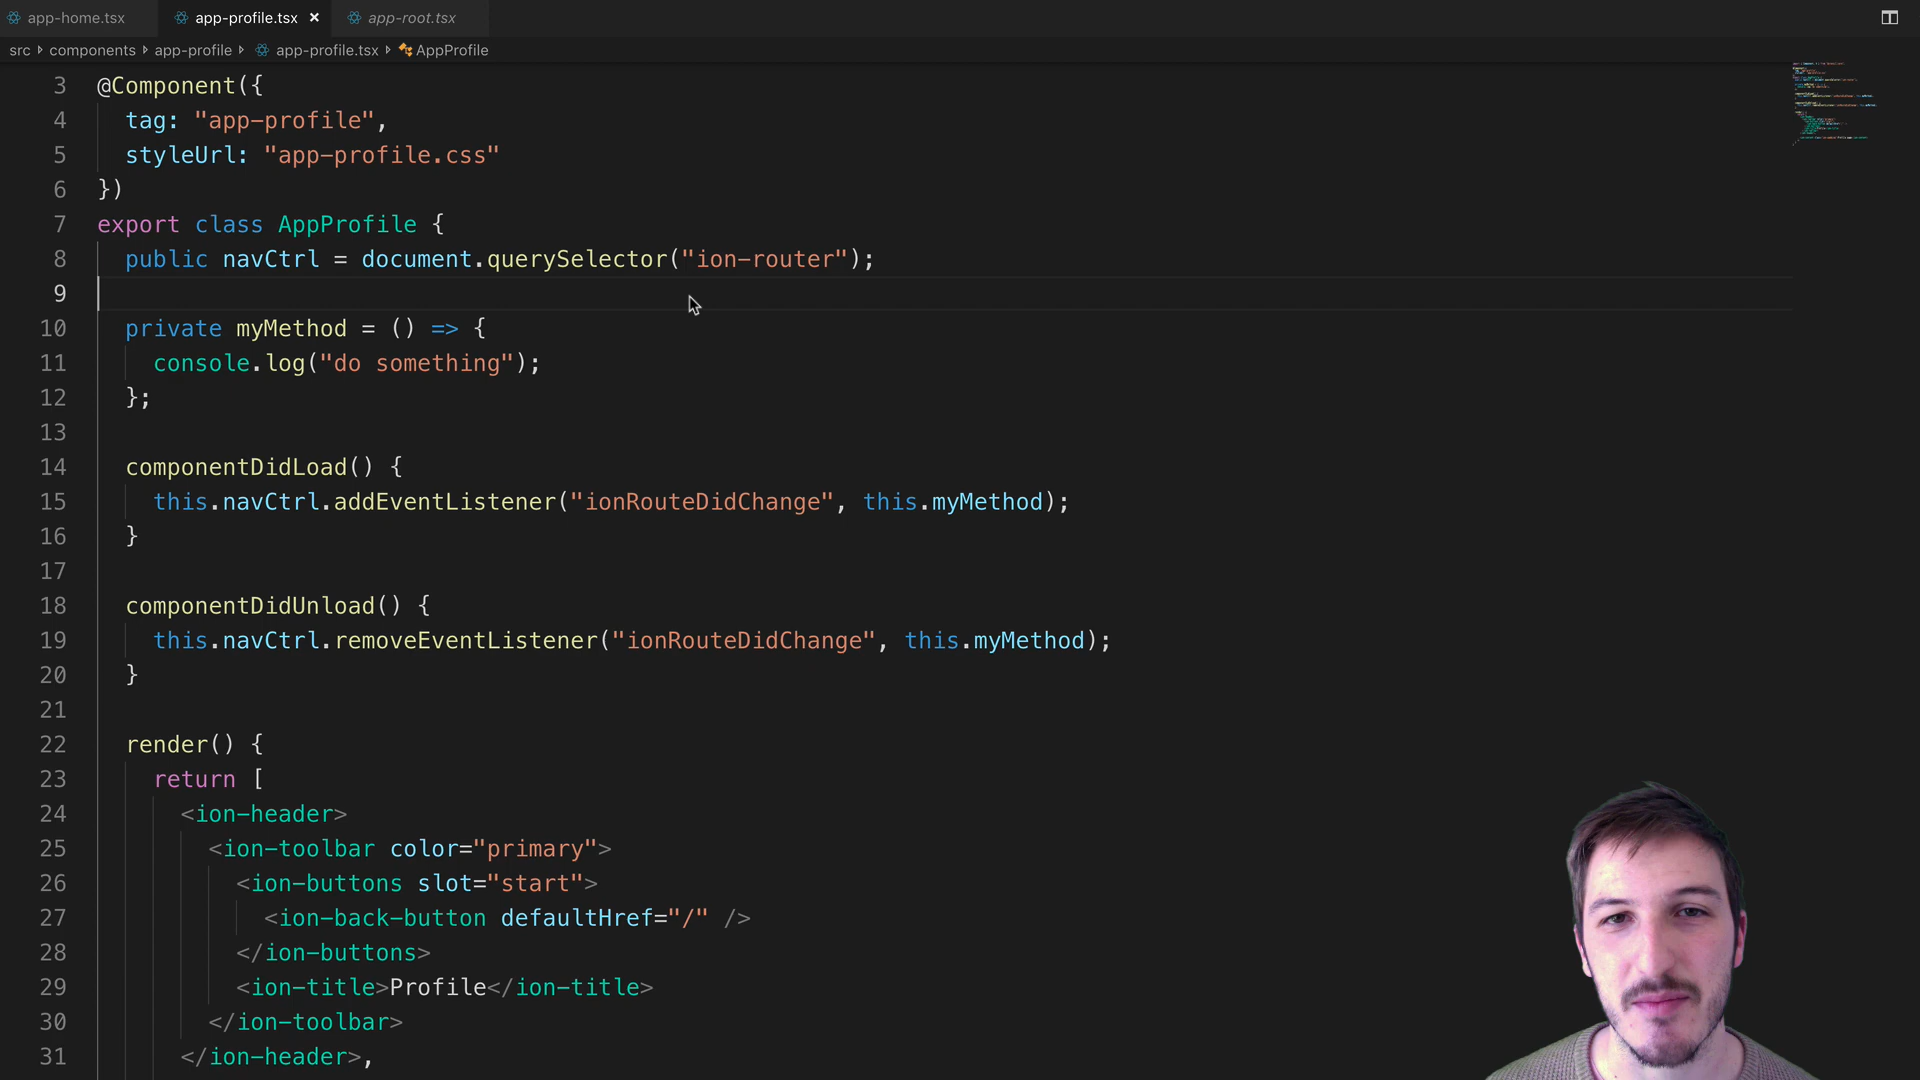 app-home.tsx app-profile.tsx × app-root.tsx
src components app-profile app-profile.tsx AppProfile
3 @Component({
4 tag: "app-profile",
5 styleUrl: "app-profile.css"
6 })
7 export class AppProfile {
8 public navCtrl = document.querySelector("ion-router");
9
10 private myMethod = () => {
11 console.log("do something");
12 };
13
14 componentDidLoad() {
15 this.navCtrl.addEventListener("ionRouteDidChange", this.myMethod);
16 }
17
18 componentDidUnload() {
19 this.navCtrl.removeEventListener("ionRouteDidChange", this.myMethod);
20 }
21
22 render() {
23 return [
24 <ion-header>
25 <ion-toolbar color="primary">
26 <ion-buttons slot="start">
27 <ion-back-button defaultHref="/" />
28 </ion-buttons>
29 <ion-title>Profile</ion-title>
30 </ion-toolbar>
31 </ion-header>,